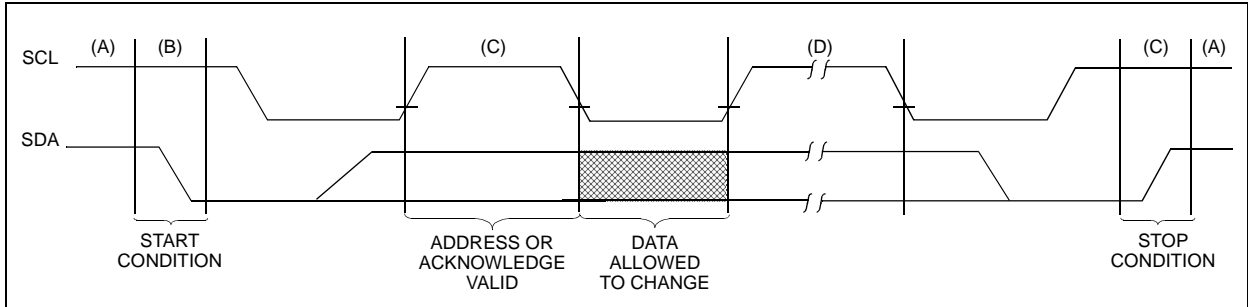 (A) (B) (C) (D) (C) (A)
SCL
SDA
START
CONDITION
ADDRESS OR
ACKNOWLEDGE
VALID
DATA
ALLOWED
TO CHANGE
STOP
CONDITION